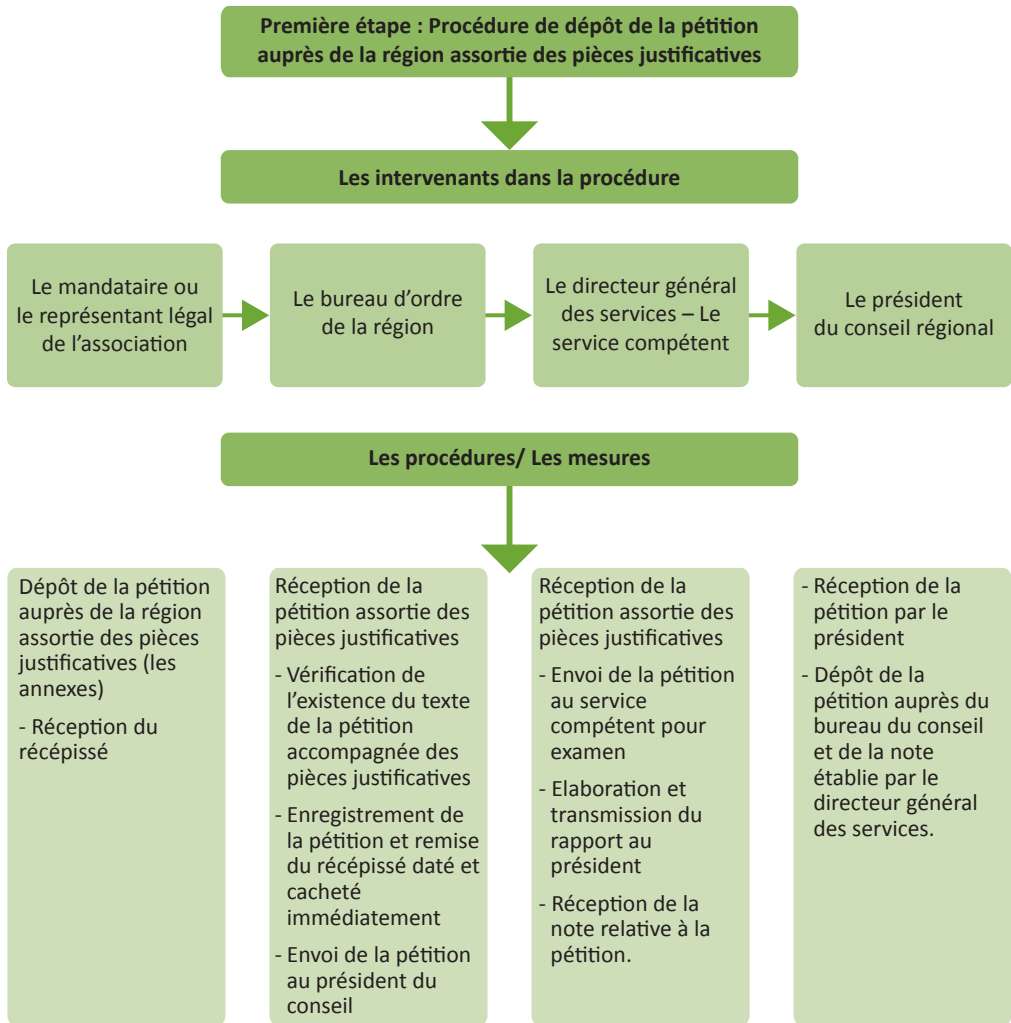 Première étape : Procédure de dépôt de la pétition
auprès de la région assortie des pièces justificatives
Les intervenants dans la procédure
Le mandataire ou
le représentant légal
de l’association
Le bureau d’ordre
de la région
Le directeur général
des services – Le
service compétent
Le président
du conseil régional
Les procédures/ Les mesures
Dépôt de la pétition
auprès de la région
assortie des pièces
justificatives (les
annexes)
- Réception du
récépissé
Réception de la
pétition assortie des
pièces justificatives
- Vérification de
l’existence du texte
de la pétition
accompagnée des
pièces justificatives
- Enregistrement de
la pétition et remise
du récépissé daté et
cacheté
immédiatement
- Envoi de la pétition
au président du
conseil
Réception de la
pétition assortie des
pièces justificatives
- Envoi de la pétition
au service
compétent pour
examen
- Elaboration et
transmission du
rapport au
président
- Réception de la
note relative à la
pétition.
- Réception de la
pétition par le
président
- Dépôt de la
pétition auprès du
bureau du conseil
et de la note
établie par le
directeur général
des services.